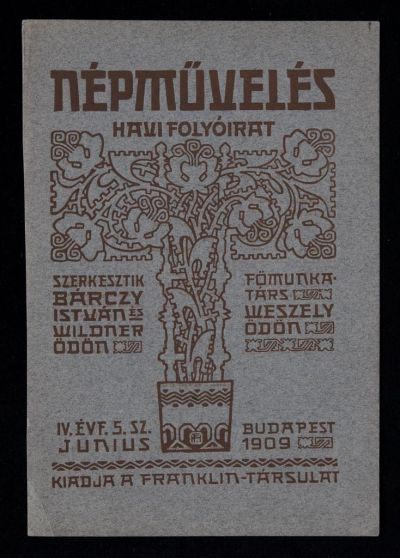 NÉPMŰVELÉS
HAVI FOLYÓIRAT
SZERKESZTIK
BÁRCZY
ISTVÁN ÉS
WILDNER
ÖDÖN
FŐMUNKA-
TÁRS
WESZELY
ÖDÖN
IV. ÉVF. 5. SZ.
JUNIUS
BUDAPEST
1909
KIADJA A FRANKLIN-TÁRSULAT